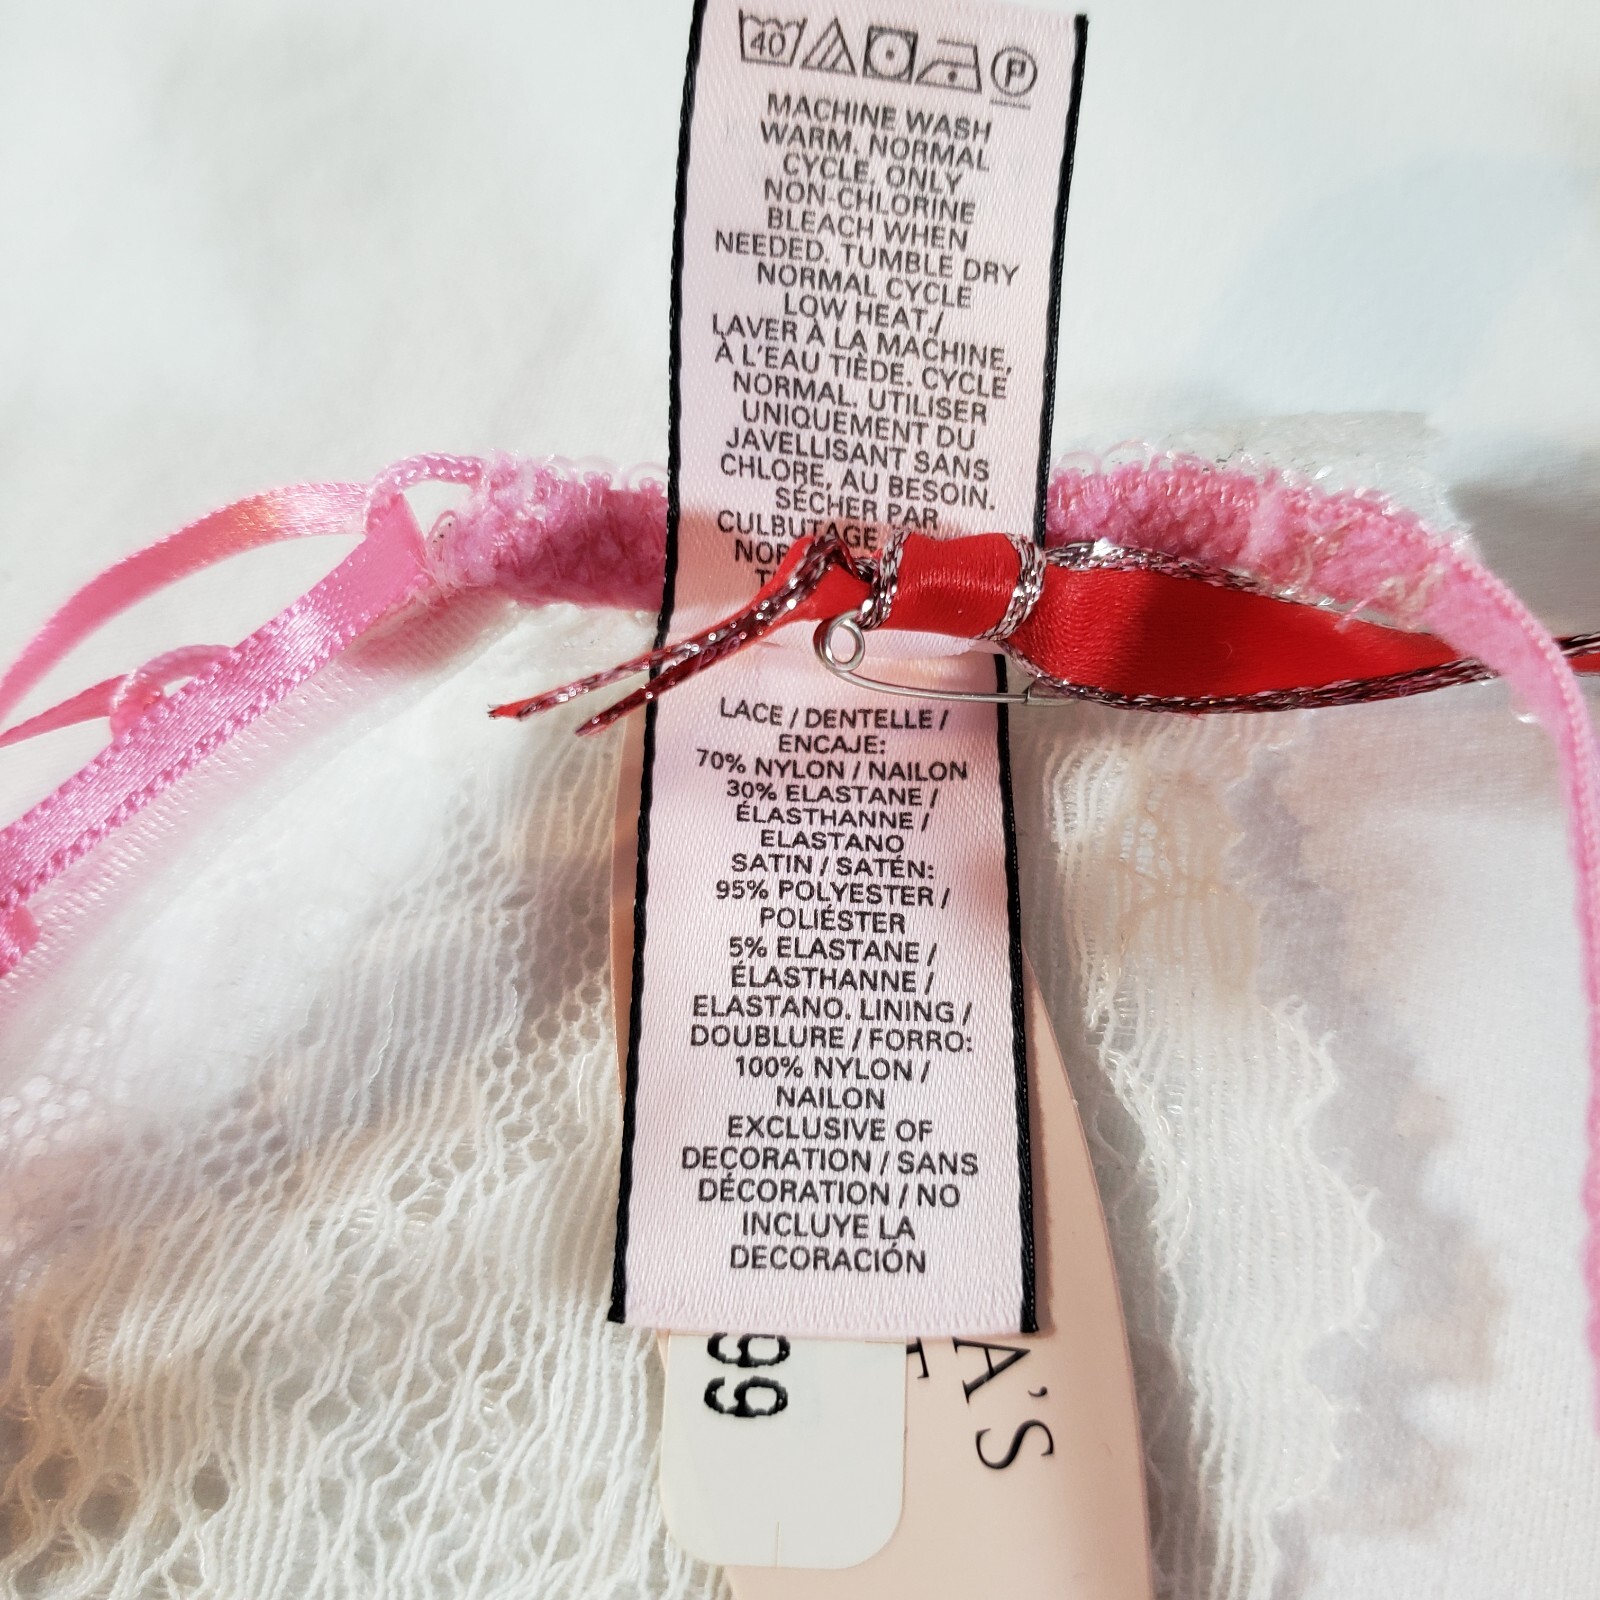 40
P
MACHINE WASH
WARM. NORMAL
CYCLE. ONLY
NON-CHLORINE
BLEACH WHEN
NEEDED. TUMBLE DRY
NORMAL CYCLE
LOW HEAT./
LAVER À LA MACHINE,
À L'EAU TIÈDE. CYCLE
NORMAL. UTILISER
UNIQUEMENT DU
JAVELLISANT SANS
CHLORE, AU BESOIN.
SÉCHER PAR
CULBUTAGE
LACE / DENTELLE /
ENCAJE:
70% NYLON / NAILON
30% ELASTANE /
ÉLASTHANNE /
ELASTANO
SATIN / SATÉN:
95% POLYESTER /
POLIÉSTER
5% ELASTANE /
ÉLASTHANNE /
ELASTANO. LINING /
DOUBLURE / FORRO:
100% NYLON /
NAILON
EXCLUSIVE OF
DECORATION / SANS
DÉCORATION / NO
INCLUYE LA
DECORACIÓN
A'S